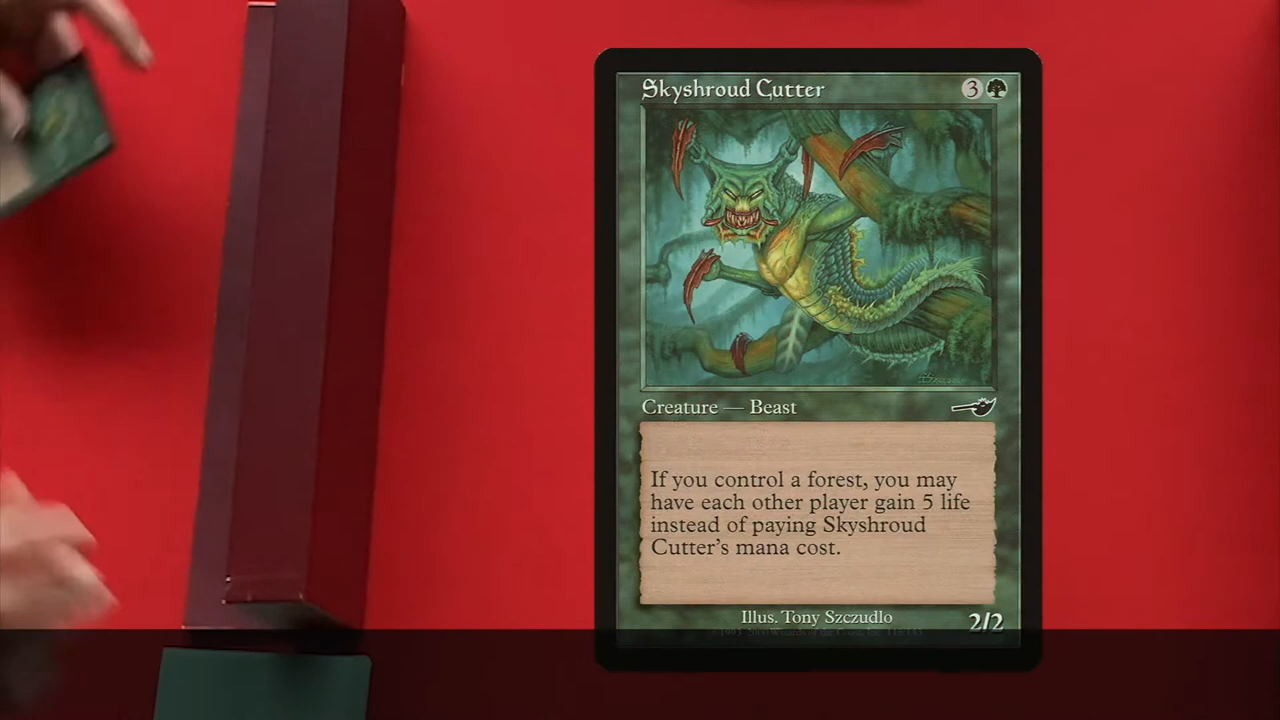 Skyshroud Cutter 3
Creature — Beast
If you control a forest, you may
have each other player gain 5 life
instead of paying Skyshroud
Cutter's mana cost.
Illus. Tony Szczudlo
2/2